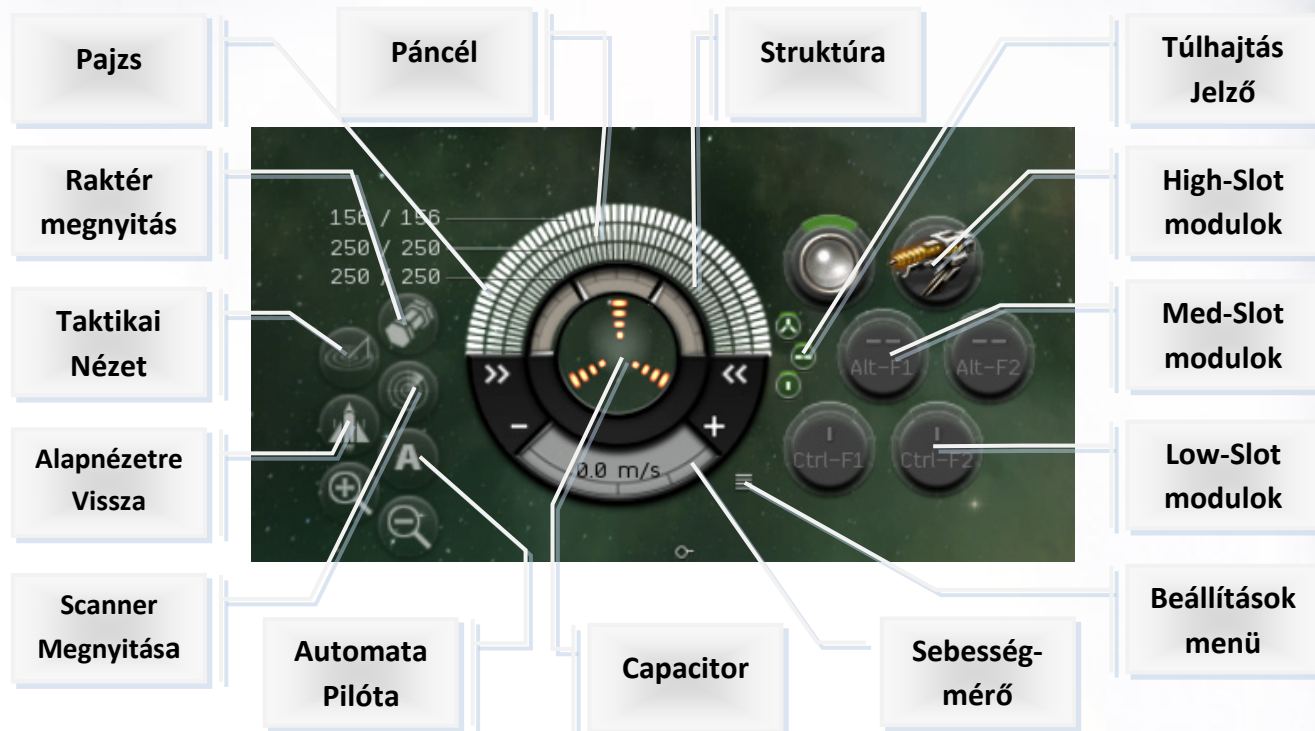 Pajzs
Páncél
Struktúra
Túlhajtás
Jelző
Raktér
megnyitás
High-Slot
modulok
156 / 156
250 / 250
250 / 250
Taktikai
Nézet
Med-Slot
modulok
Alt-F1
Alt-F2
Alapnézetre
Vissza
A
0.0 m/s
Ctrl-F1
Ctrl-F2
Low-Slot
modulok
Scanner
Megnyitása
Automata
Pilóta
Capacitor
Sebesség-
mérő
Beállítások
menü